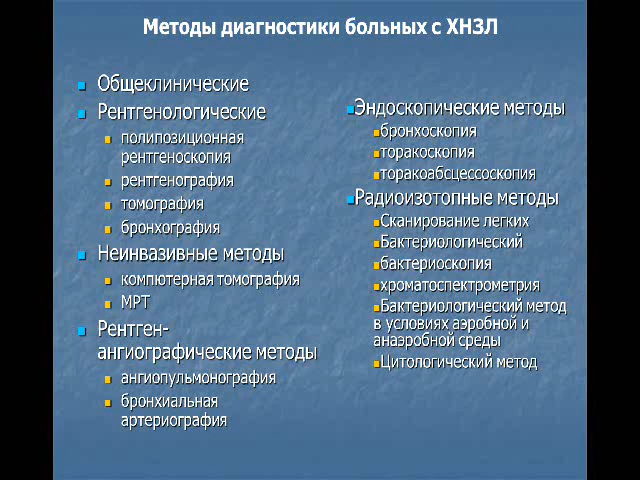 Методы диагностики больных с ХНЗЛ
Общеклинические
Рентгенологические
полипозиционная
рентгеноскопия
рентгенография
томография
бронхография
Неинвазивные методы
компютерная томография
МРТ
Рентген-
ангиографические методы
ангиопульмонография
бронхиальная
артериография
Эндоскопические методы
бронхоскопия
торакоскопия
торакоабсцессоскопия
Радиоизотопные методы
Сканирование легких
Бактериологический
бактериоскопия
хроматоспектрометрия
Бактериологический метод
в условиях аэробной и
анаэробной среды
Цитологический метод